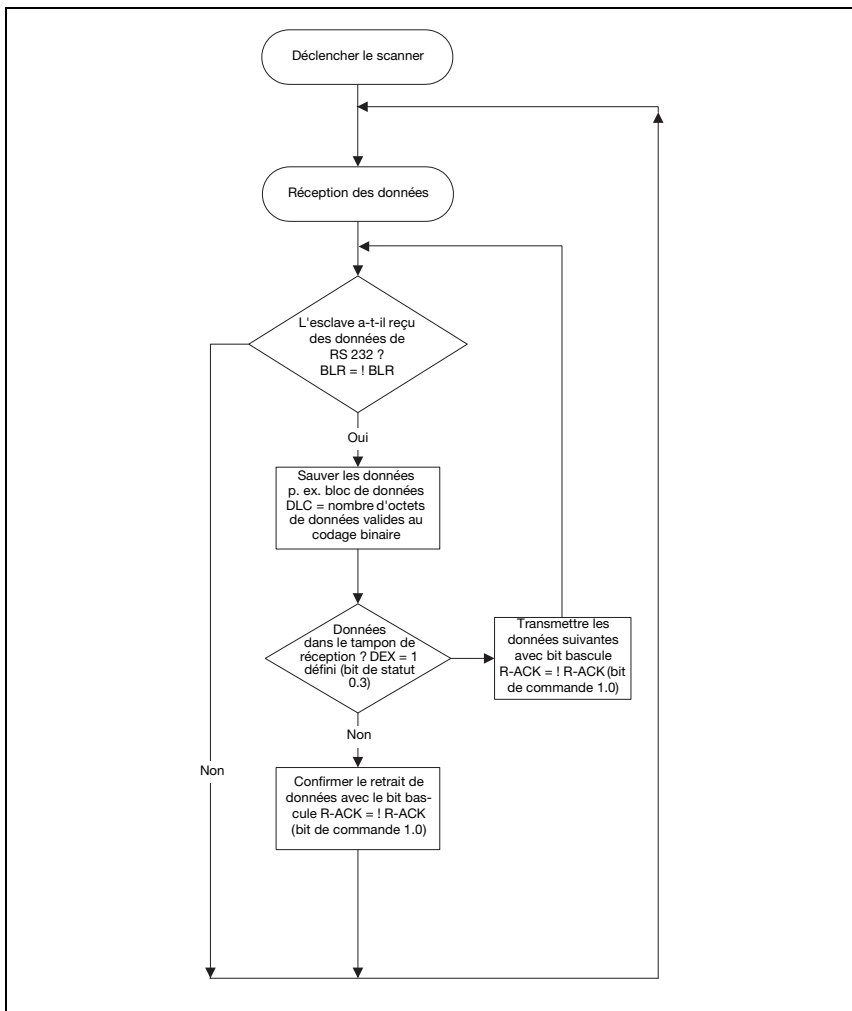 Déclencher le scanner
Réception des données
L'esclave a-t-il reçu
des données de
RS 232 ?
BLR = ! BLR
Oui
Sauver les données
p. ex. bloc de données
DLC = nombre d'octets
de données valides au
codage binaire
Données
dans le tampon de
réception ? DEX = 1
défini (bit de statut
0.3)
Transmettre les
données suivantes
avec bit bascule
R-ACK = ! R-ACK (bit
de commande 1.0)
Non
Non
Confirmer le retrait de
données avec le bit bas-
cule R-ACK = ! R-ACK
(bit de commande 1.0)